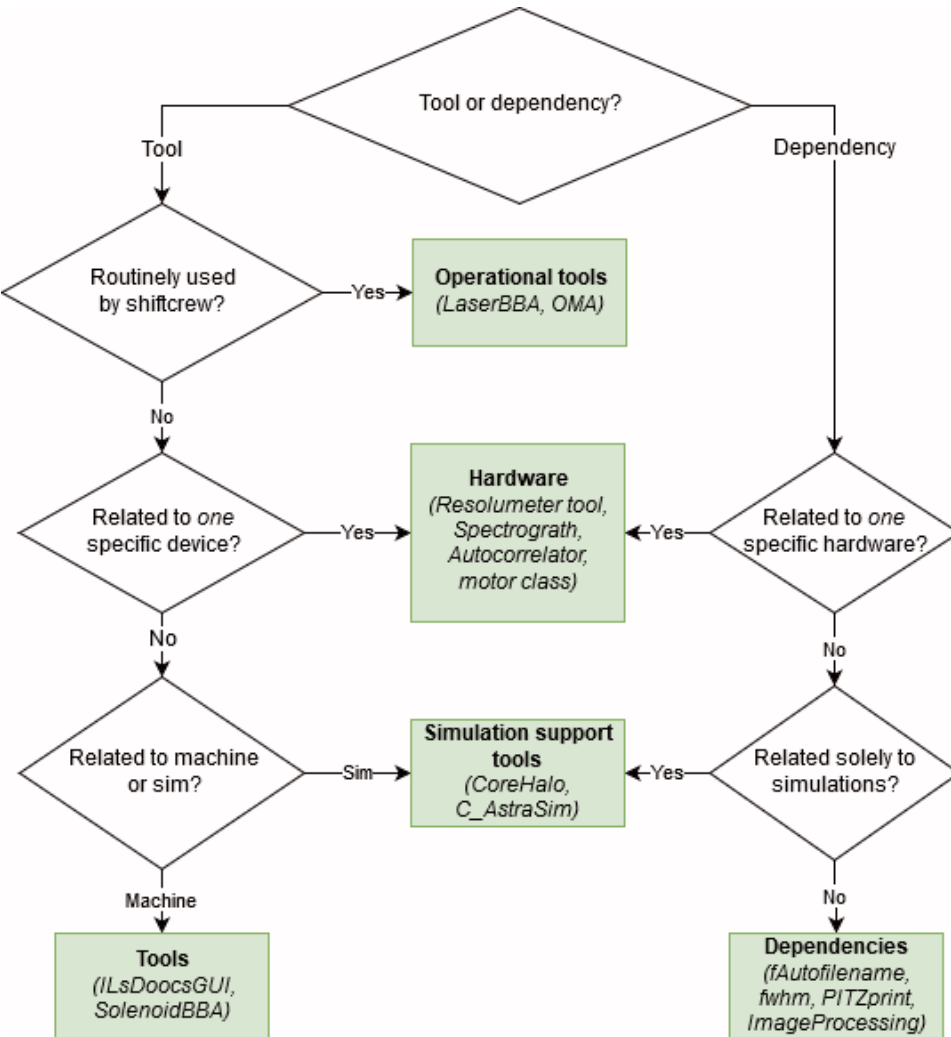 Tool or dependency?
Tool
Dependency
Routinely used
by shiftcrew?
Yes
Operational tools
(LaserBBA, OMA)
No
Related to one
specific device?
Yes
Hardware
(Resolumeter tool,
Spectrograth,
Autocorrelator,
motor class)
Yes
Related to one
specific hardware?
No
No
Related to machine
or sim?
Sim
Simulation support
tools
(CoreHalo,
C_AstraSim)
Yes
Related solely to
simulations?
Machine
No
Tools
(ILsDoocsGUI,
SolenoidBBA)
Dependencies
(fAutofilename,
fwhm, PITZprint,
ImageProcessing)